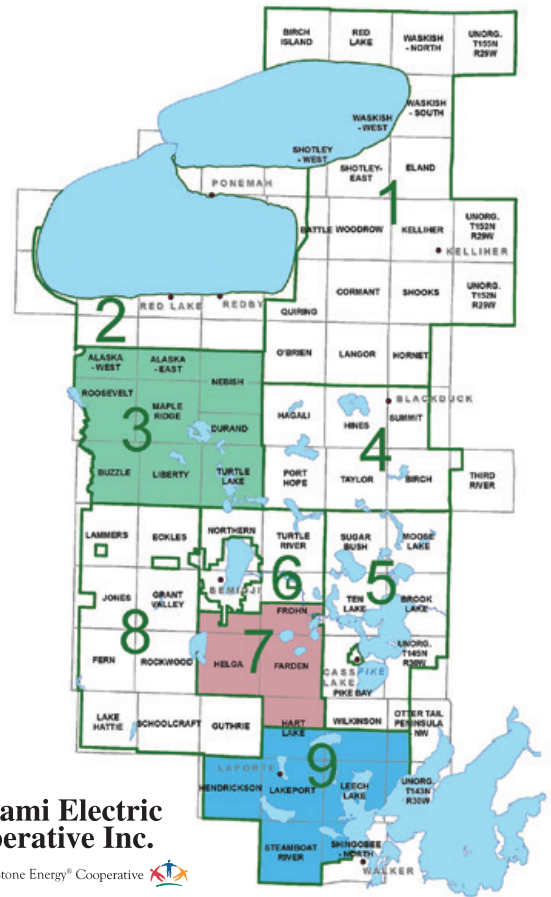 BIRCH
ISLAND
RED
LAKE
WASKISH
-NORTH
UNORG.
T155N
R29W
WASKISH
-SOUTH
WASKISH
-WEST
SHOTLEY
-WEST
SHOTLEY-
EAST
ELAND
PONEMAH
1
BATTLE
WOODROW
KELLIHER
UNORG.
T152N
R29W
KELLIHER
CORMANT
SHOOKS
UNORG.
T152N
R29W
RED LAKE
REDBY
QUIRING
2
O'BRIEN
LANGOR
HORNET
ALASKA
-WEST
ALASKA
-EAST
NEBISH
ROOSEVELT
MAPLE
RIDGE
DURAND
3
BUZZLE
LIBERTY
TURTLE
LAKE
BLACKDUCK
HAGALI
HINES
SUMMIT
4
PORT
HOPE
TAYLOR
BIRCH
THIRD
RIVER
LAMMERS
ECKLES
NORTHERN
TURTLE
RIVER
SUGAR
BUSH
MOOSE
LAKE
BEMIDJI
6
5
JONES
GRANT
VALLEY
FROHN
TEN
LAKE
BROOK
LAKE
8
7
FERN
ROCKWOOD
HELGA
FARDEN
CASS
LAKE
PIKE
PIKE BAY
UNORG.
T145N
R30W
LAKE
HATTIE
SCHOOLCRAFT
GUTHRIE
HART
LAKE
WILKINSON
OTTER TAIL
PENINSULA
-NW
LAPORTE
9
HENDRICKSON
LAKEPORT
LEECH
LAKE
UNORG.
T143N
R30W
STEAMBOAT
RIVER
SHINGOBEE
-NORTH
WALKER
ami Electric
perative Inc.
stone Energy® Cooperative